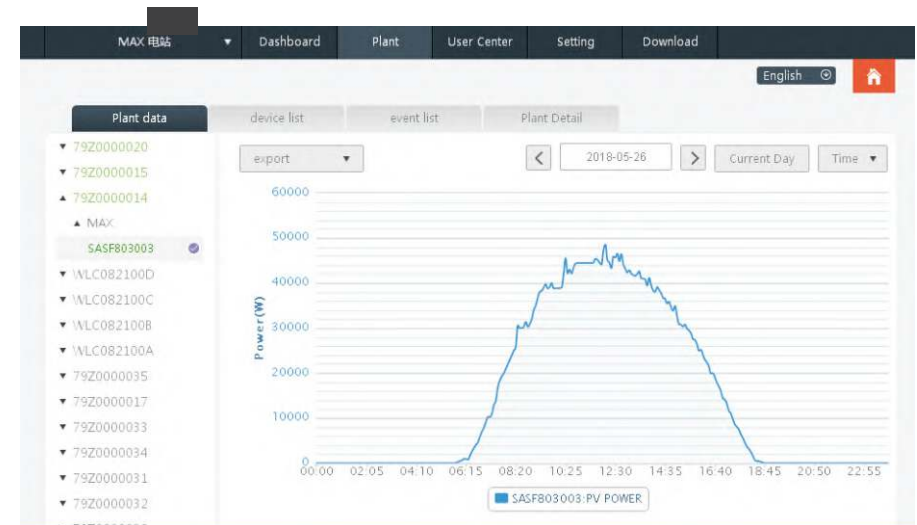 MAX 电站 ▼ Dashboard Plant User Center Setting Download
English
Plant data device list event list Plant Detail
▼ 79Z0000020
▼ 79Z0000015
▲ 79Z0000014
▲ MAX
SASF803003
▼ WLC082100D
▼ WLC082100C
▼ WLC082100B
▼ WLC082100A
▼ 79Z0000035
▼ 79Z0000017
▼ 79Z0000033
▼ 79Z0000034
▼ 79Z0000031
▼ 79Z0000032
export ▼ < 2018-05-26 > Current Day Time ▼
Power(W)
60000
50000
40000
30000
20000
10000
0
00:00 02:05 04:10 06:15 08:20 10:25 12:30 14:35 16:40 18:45 20:50 22:55
SASF803003:PV POWER